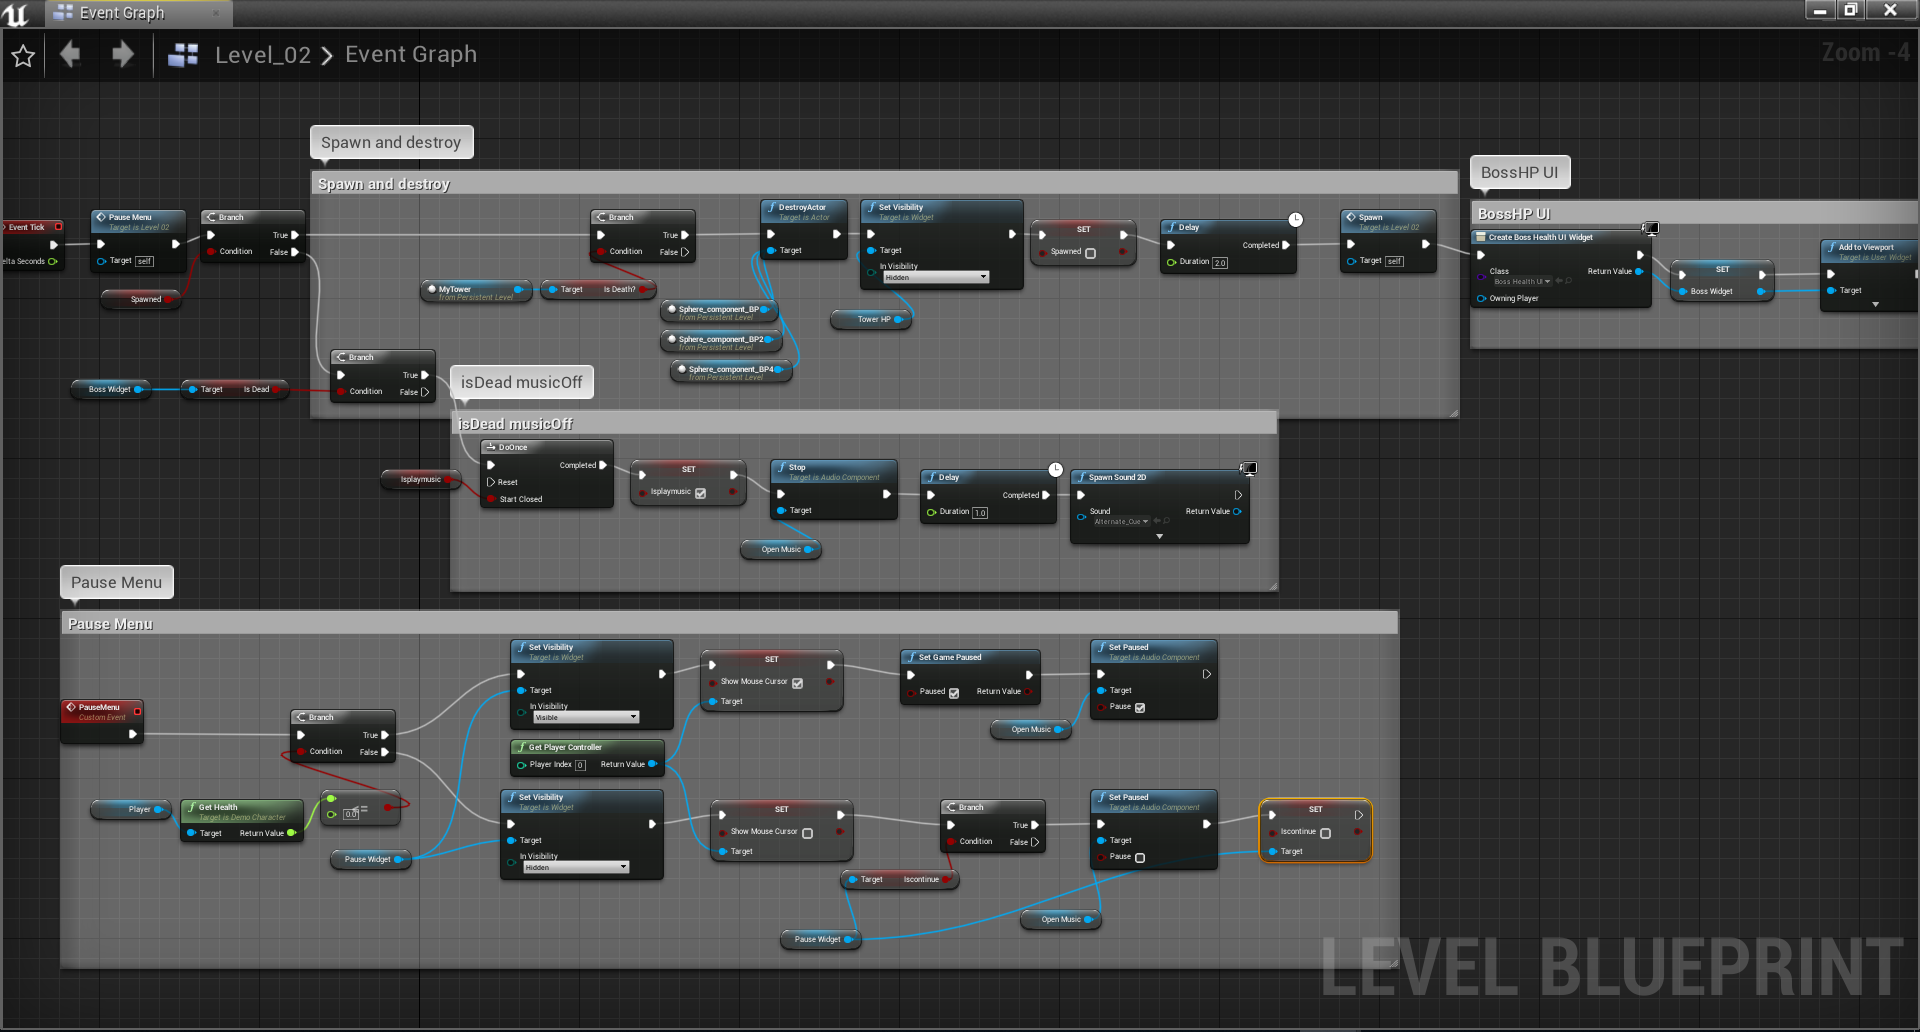 Event Graph
Level_02 > Event Graph
Zoom -4
Spawn and destroy
Spawn and destroy
Event Tick
elta Seconds
Pause Menu
Target is Level 02
Target self
Branch
Condition
True
False
Spawned
MyTower
from Persistent Level
Target
Is Death?
Branch
Condition
True
False
Sphere_component_BP
from Persistent Level
Sphere_component_BP2
from Persistent Level
Sphere_component_BP4
from Persistent Level
DestroyActor
Target is Actor
Target
Set Visibility
Target is Widget
Target
In Visibility
Hidden
Tower HP
SET
Spawned
Delay
Completed
Duration 2.0
Spawn
Target is Level 02
Target self
BossHP UI
BossHP UI
Create Boss Health UI Widget
Class
Boss Health UI
Return Value
Owning Player
SET
Boss Widget
Add to Viewport
Target is User Widget
Target
Boss Widget
Target
Is Dead
Branch
Condition
True
False
isDead musicOff
isDead musicOff
Isplaymusic
DoOnce
Completed
Reset
Start Closed
SET
Isplaymusic
Stop
Target is Audio Component
Target
Open Music
Delay
Completed
Duration 1.0
Spawn Sound 2D
Sound
Alternate_Cue
Return Value
Pause Menu
Pause Menu
PauseMenu
Custom Event
Branch
Condition
True
False
Player
Get Health
Target is Demo Character
Target
Return Value
0.0
<=
Pause Widget
Set Visibility
Target is Widget
Target
In Visibility
Visible
Get Player Controller
Player Index 0
Return Value
Set Visibility
Target is Widget
Target
In Visibility
Hidden
SET
Show Mouse Cursor
Target
Set Game Paused
Paused
Return Value
Set Paused
Target is Audio Component
Target
Pause
Open Music
SET
Show Mouse Cursor
Target
Branch
Condition
True
False
Target
Iscontinue
Pause Widget
Set Paused
Target is Audio Component
Target
Pause
Open Music
SET
Iscontinue
Target
LEVEL BLUEPRINT